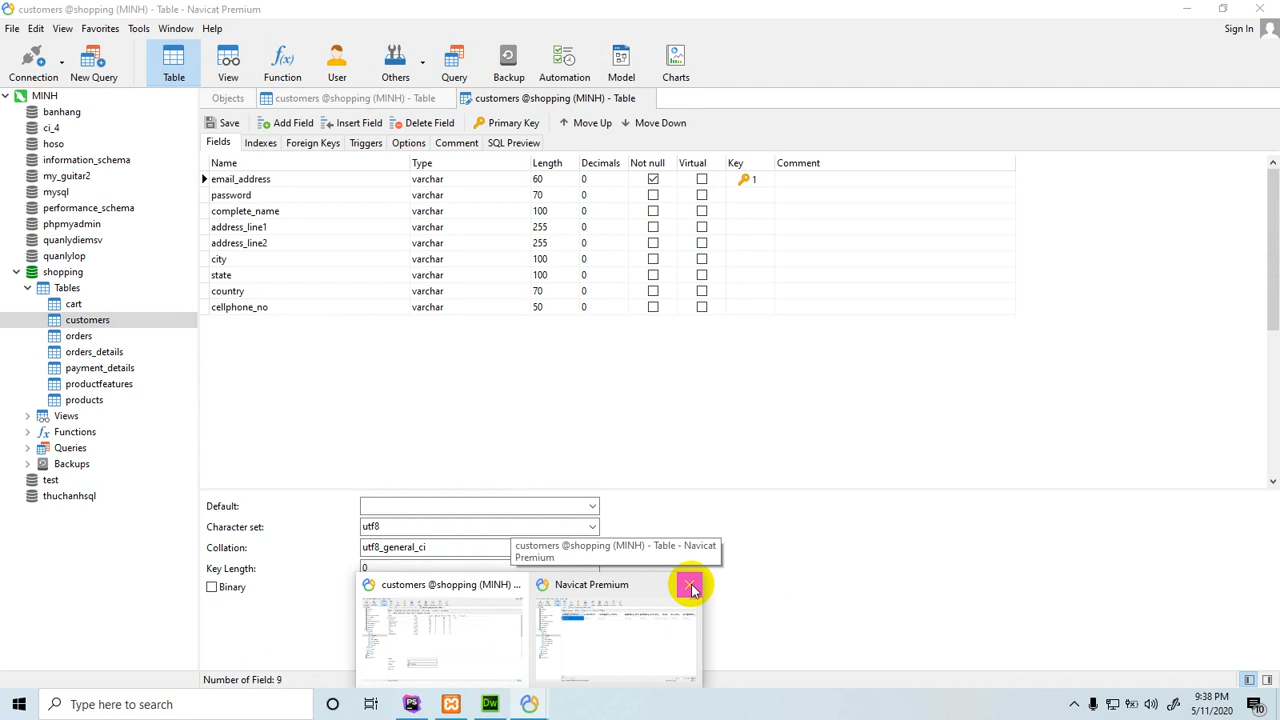 customers @shopping (MINH) - Table - Navicat Premium
File Edit View Favorites Tools Window Help
Sign In
Connection New Query Table View Function User Others Query Backup Automation Model Charts
MINH
banhang
ci_4
hoso
information_schema
my_guitar2
mysql
performance_schema
phpmyadmin
quanlydiemsv
quanlylop
shopping
Tables
cart
customers
orders
orders_details
payment_details
productfeatures
products
Views
Functions
Queries
Backups
test
thuchanhsql
Objects customers @shopping (MINH) - Table customers @shopping (MINH) - Table
Save Add Field Insert Field Delete Field Primary Key Move Up Move Down
Fields Indexes Foreign Keys Triggers Options Comment SQL Preview
Name Type Length Decimals Not null Virtual Key Comment
email_address varchar 60 0 1
password varchar 70 0
complete_name varchar 100 0
address_line1 varchar 255 0
address_line2 varchar 255 0
city varchar 100 0
state varchar 100 0
country varchar 70 0
cellphone_no varchar 50 0
Default:
Character set: utf8
Collation: utf8_general_ci
Key Length: 0
Binary
customers @shopping (MINH) - Table - Navicat
Premium
customers @shopping (MINH) ... Navicat Premium
Number of Field: 9
Type here to search
PS
Dw
9:38 PM
5/11/2020
10